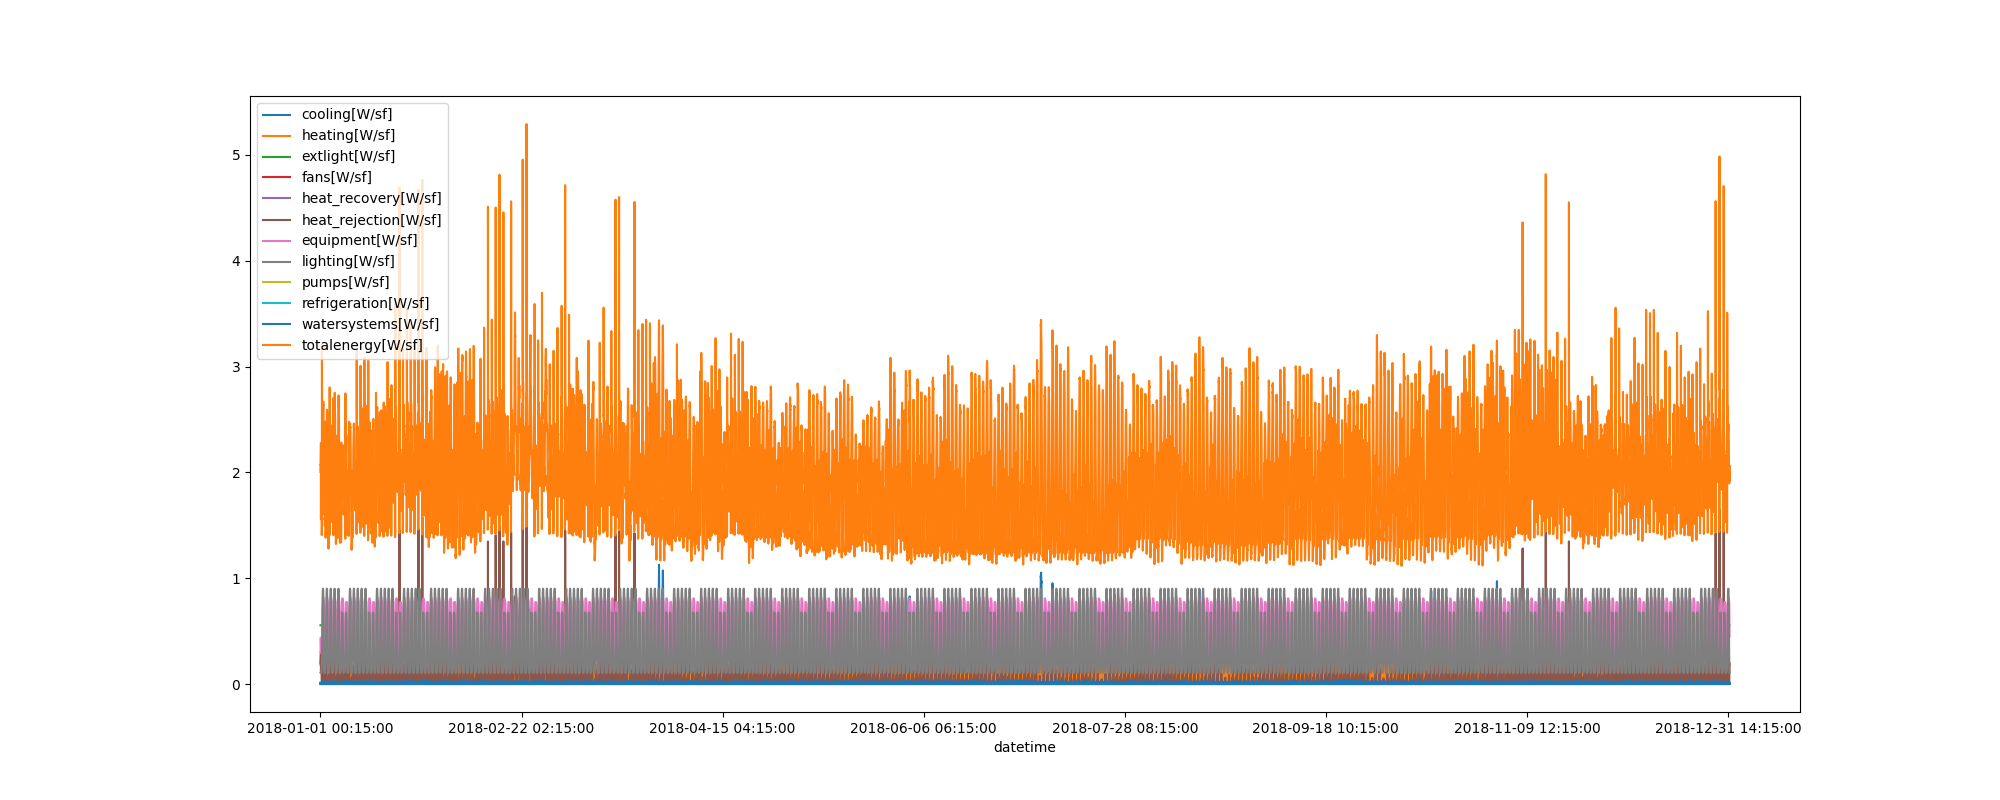 cooling[W/sf]
heating[W/sf]
extlight[W/sf]
fans[W/sf]
heat_recovery[W/sf]
heat_rejection[W/sf]
equipment[W/sf]
lighting[W/sf]
pumps[W/sf]
refrigeration[W/sf]
watersystems[W/sf]
totalenergy[W/sf]
5
4
3
2
1
0
2018-01-01 00:15:00 2018-02-22 02:15:00 2018-04-15 04:15:00 2018-06-06 06:15:00 2018-07-28 08:15:00 2018-09-18 10:15:00 2018-11-09 12:15:00 2018-12-31 14:15:00
datetime